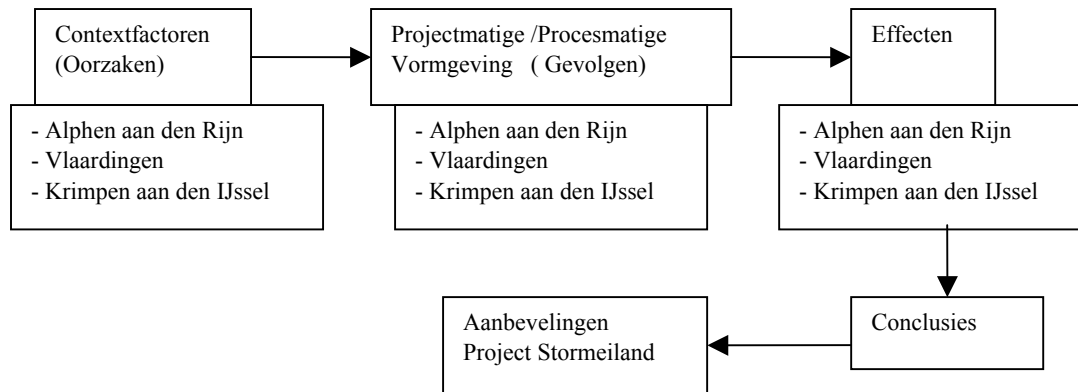 Contextfactoren
(Oorzaken)
- Alphen aan den Rijn
- Vlaardingen
- Krimpen aan den IJssel
Projectmatige /Procesmatige
Vormgeving ( Gevolgen)
- Alphen aan den Rijn
- Vlaardingen
- Krimpen aan den IJssel
Effecten
- Alphen aan den Rijn
- Vlaardingen
- Krimpen aan den IJssel
Conclusies
Aanbevelingen
Project Stormeiland